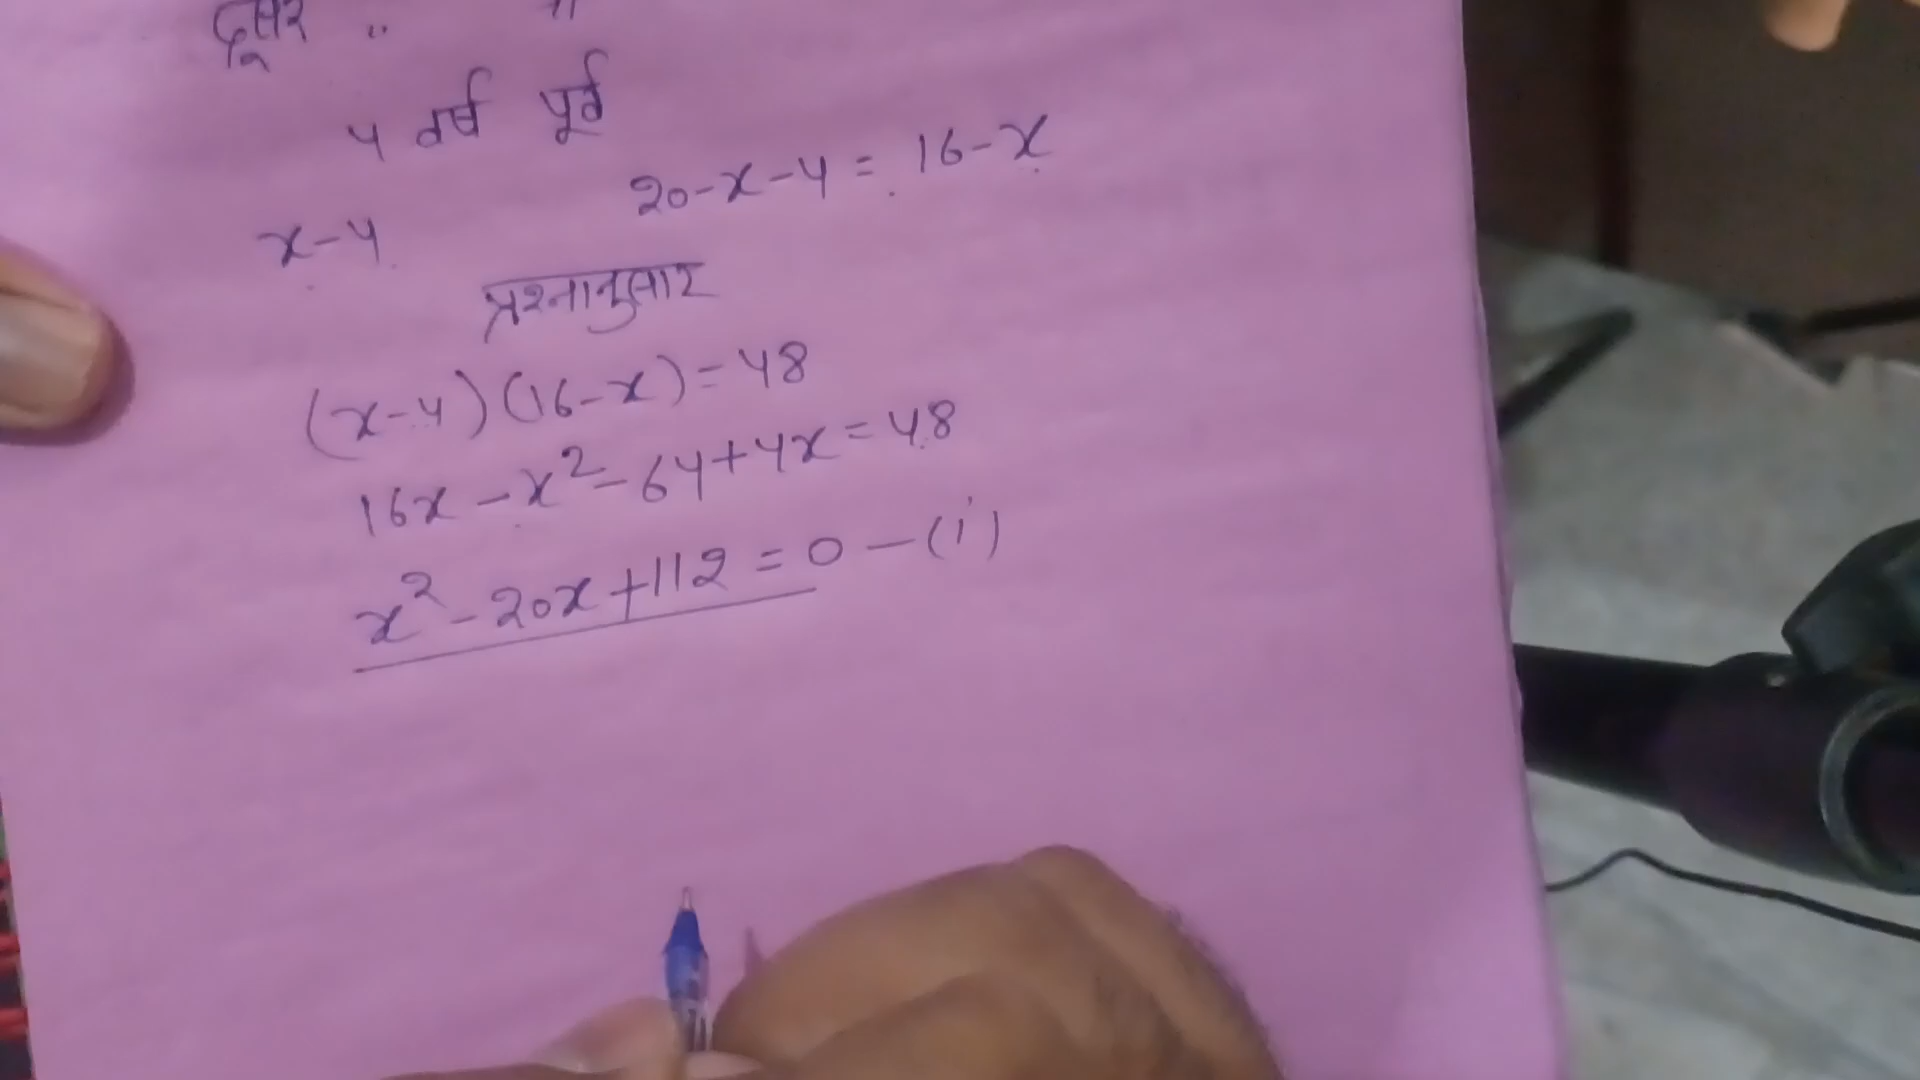 दूसरे " "
4 वर्ष पूर्व
x-4 20-x-4 = 16-x
प्रश्नानुसार
(x-4)(16-x)=48
16x-x²-64+4x=48
x²-20x+112=0-(i)